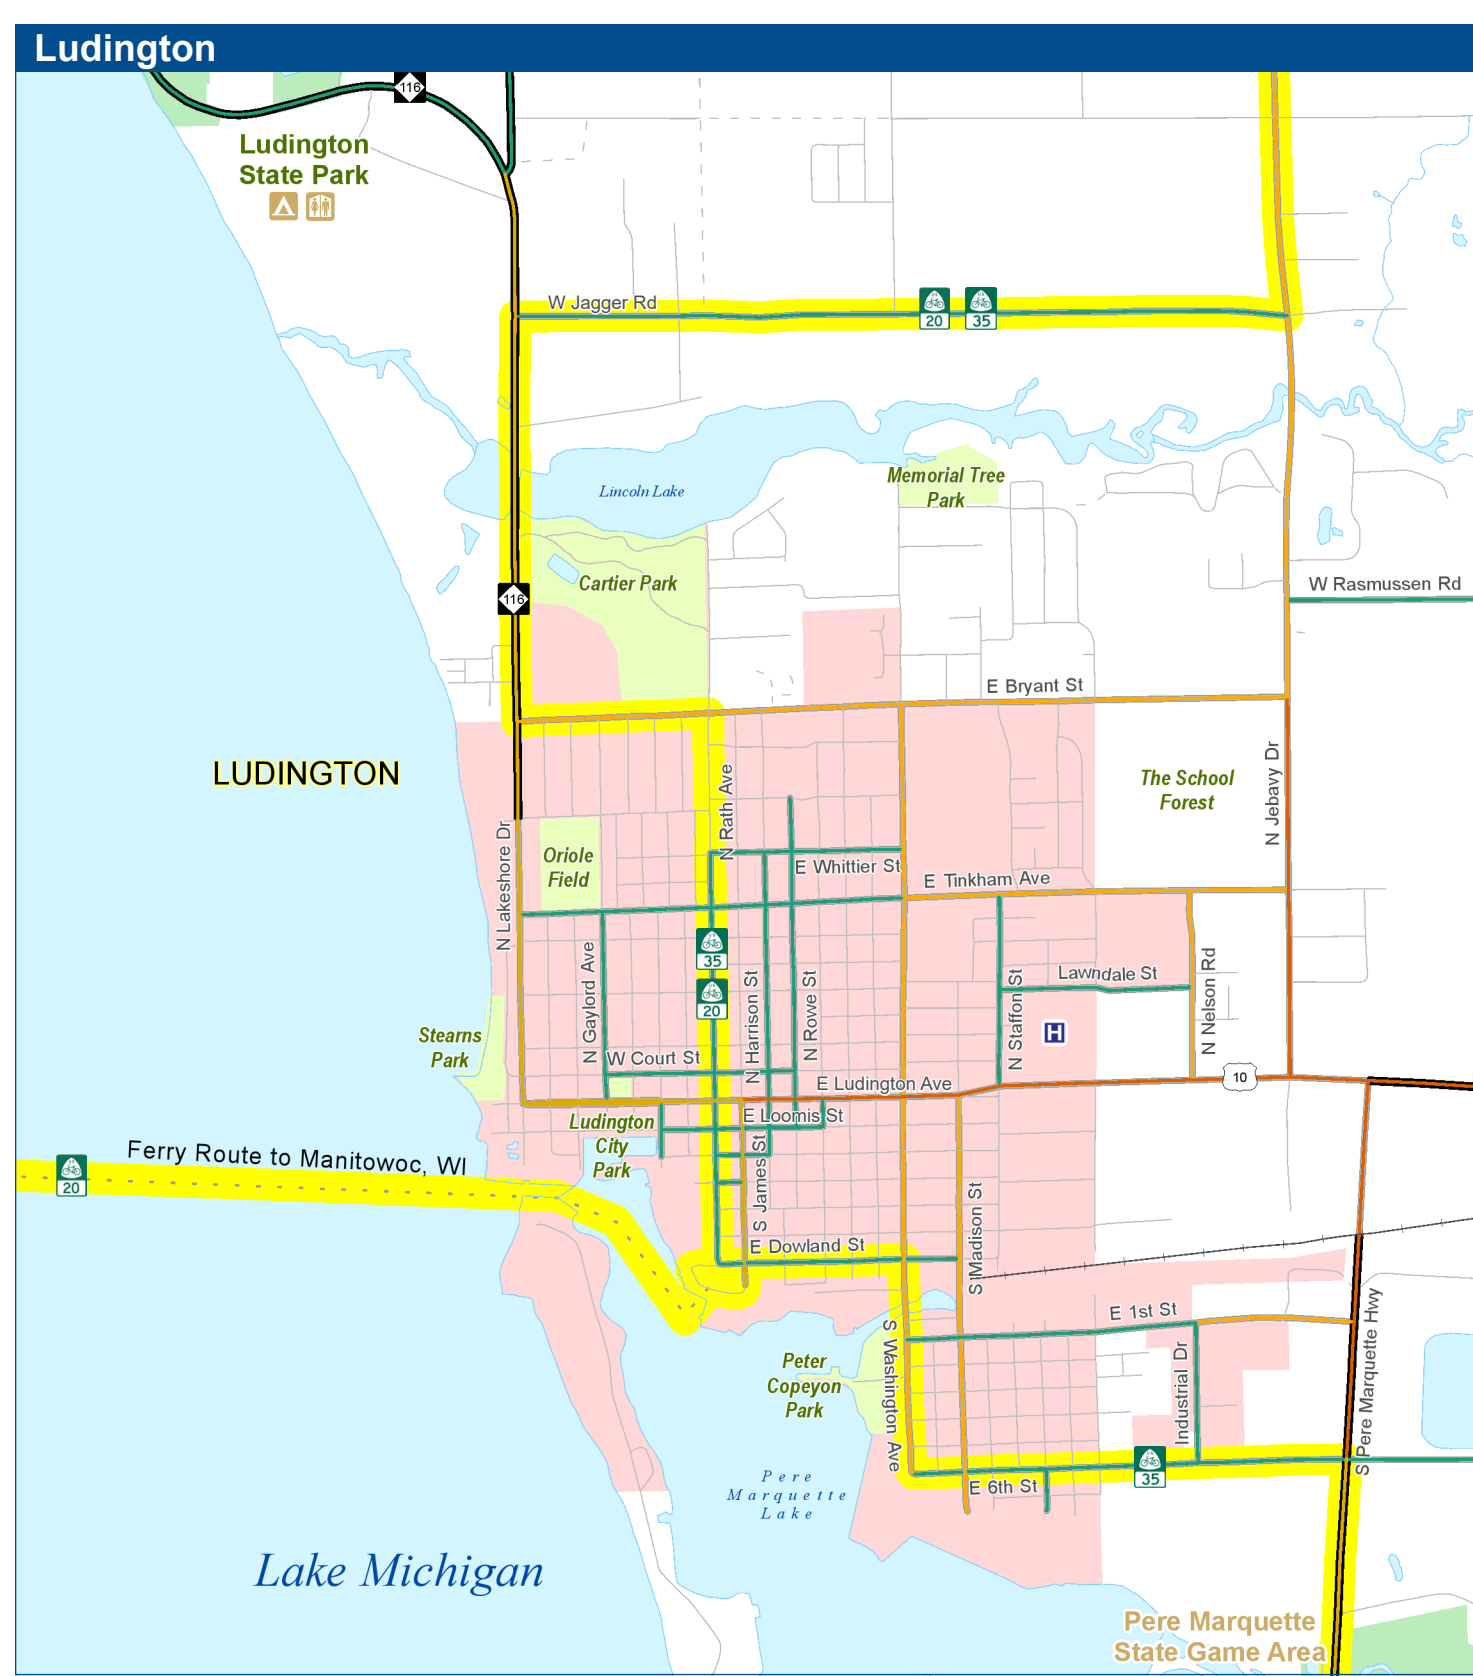 Ludington
116
Ludington
State Park
W Jagger Rd
20
35
Memorial Tree
Park
Lincoln Lake
Cartier Park
116
W Rasmussen Rd
E Bryant St
LUDINGTON
N Rath Ave
N Jebavy Dr
The School
Forest
N Lakeshore Dr
Oriole
Field
E Whittier St
E Tinkham Ave
35
20
N Gaylord Ave
N Harrison St
N Rowe St
N Staffon St
Lawndale St
N Nelson Rd
H
Stearns
Park
W Court St
E Ludington Ave
10
Ludington
City
Park
E Loomis St
Ferry Route to Manitowoc, WI
20
S James St
S Madison St
E Dowland St
E 1st St
S Washington Ave
Industrial Dr
S Pere Marquette Hwy
Peter
Copeyon
Park
35
E 6th St
Pere
Marquette
Lake
Lake Michigan
Pere Marquette
State Game Area